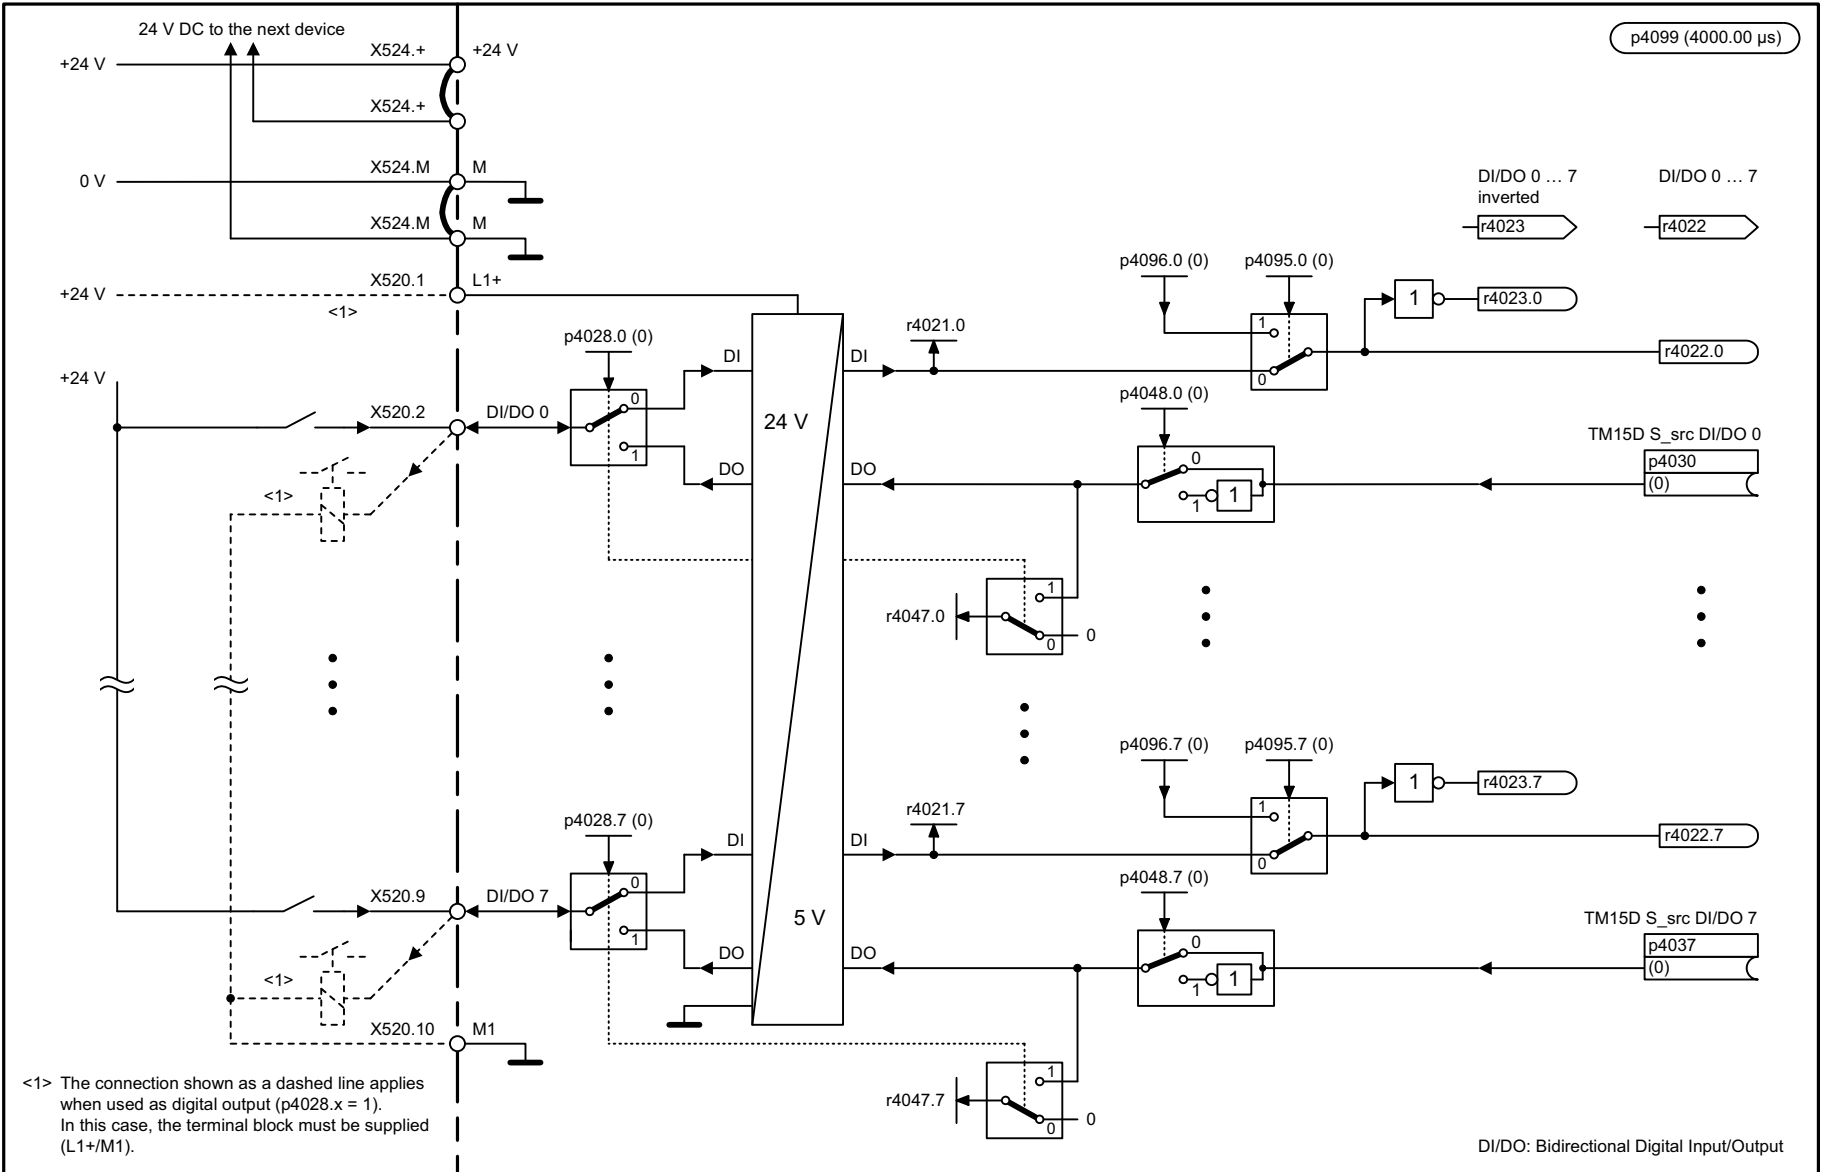 24 V DC to the next device
p4099 (4000.00 µs)
X524.+
+24 V
+24 V
X524.+
X524.M
M
0 V
X524.M
M
DI/DO 0 … 7
inverted
r4023
DI/DO 0 … 7
r4022
X520.1
L1+
+24 V
<1>
p4096.0 (0)
p4095.0 (0)
1
r4023.0
1
0
r4022.0
p4028.0 (0)
DI
DI
r4021.0
+24 V
X520.2
DI/DO 0
0
1
24 V
DO
DO
p4048.0 (0)
0
1
1
TM15D S_src DI/DO 0
p4030
(0)
<1>
r4047.0
1
0
0
p4096.7 (0)
p4095.7 (0)
1
r4023.7
1
0
r4022.7
p4028.7 (0)
DI
DI
r4021.7
X520.9
DI/DO 7
0
1
5 V
DO
DO
p4048.7 (0)
0
1
1
TM15D S_src DI/DO 7
p4037
(0)
<1>
X520.10
M1
r4047.7
1
0
0
<1> The connection shown as a dashed line applies
when used as digital output (p4028.x = 1).
In this case, the terminal block must be supplied
(L1+/M1).
DI/DO: Bidirectional Digital Input/Output